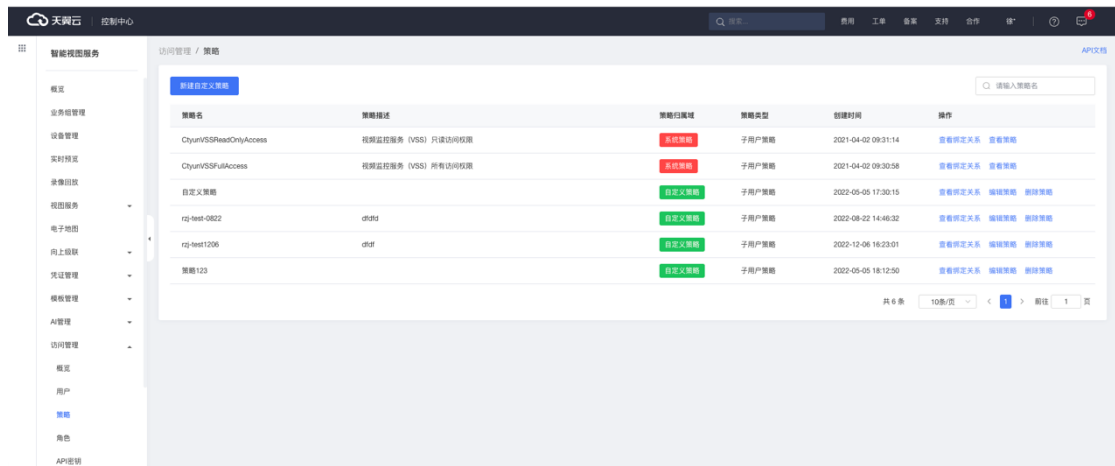 天翼云 控制中心 搜索... 费用 工单 备案 支持 合作 徐* 6
智能视图服务
访问管理 / 策略 API文档
概览
业务组管理
设备管理
实时预览
录像回放
视图服务
电子地图
向上级联
凭证管理
模板管理
AI管理
访问管理
概览
用户
策略
角色
API密钥
新建自定义策略 请输入策略名
策略名 策略描述 策略归属域 策略类型 创建时间 操作
CtyunVSSReadOnlyAccess 视频监控服务（VSS）只读访问权限 系统策略 子用户策略 2021-04-02 09:31:14 查看绑定关系 查看策略
CtyunVSSFullAccess 视频监控服务（VSS）所有访问权限 系统策略 子用户策略 2021-04-02 09:30:58 查看绑定关系 查看策略
自定义策略 自定义策略 子用户策略 2022-05-05 17:30:15 查看绑定关系 编辑策略 删除策略
rzj-test-0822 dfdfd 自定义策略 子用户策略 2022-08-22 14:46:32 查看绑定关系 编辑策略 删除策略
rzj-test1206 dfdf 自定义策略 子用户策略 2022-12-06 16:23:01 查看绑定关系 编辑策略 删除策略
策略123 自定义策略 子用户策略 2022-05-05 18:12:50 查看绑定关系 编辑策略 删除策略
共 6 条 10条/页 1 前往 1 页